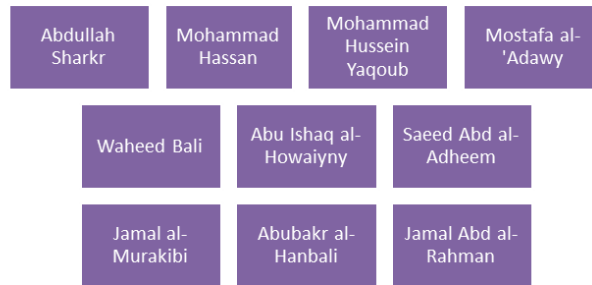 Abdullah
Sharkr
Mohammad
Hassan
Mohammad
Hussein
Yaqoub
Mostafa al-
'Adawy
Waheed Bali
Abu Ishaq al-
Howaiyny
Saeed Abd al-
Adheem
Jamal al-
Murakibi
Abubakr al-
Hanbali
Jamal Abd al-
Rahman